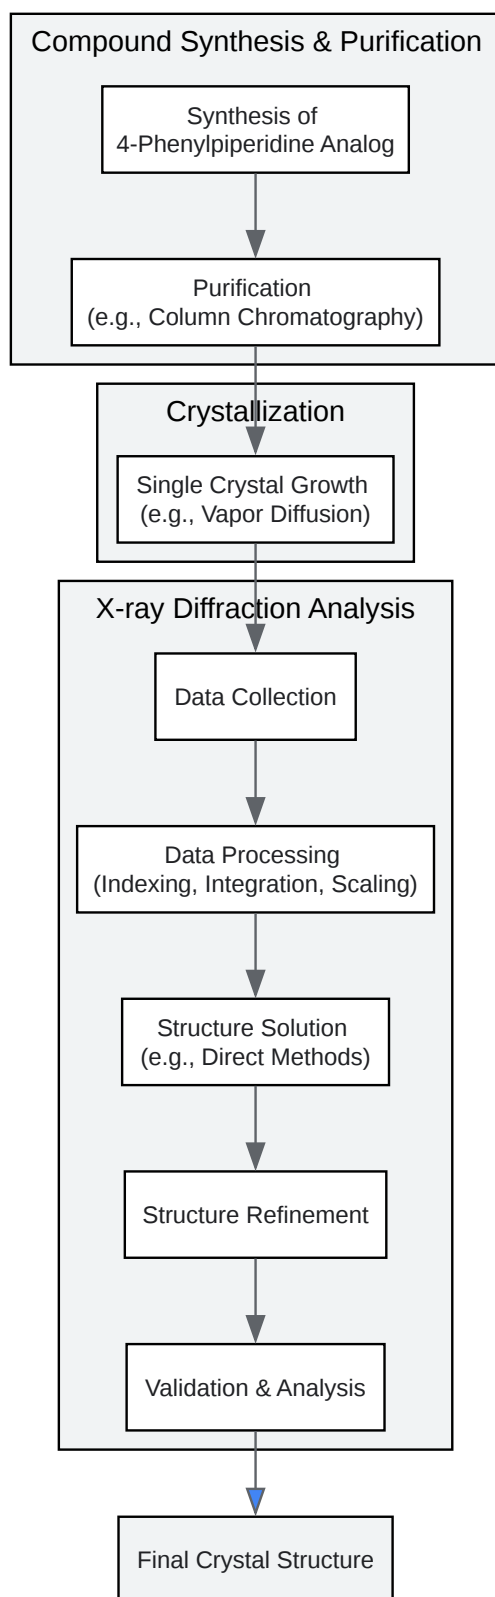 Compound Synthesis & Purification
Synthesis of
4-Phenylpiperidine Analog
Purification
(e.g., Column Chromatography)
Crystallization
Single Crystal Growth
(e.g., Vapor Diffusion)
X-ray Diffraction Analysis
Data Collection
Data Processing
(Indexing, Integration, Scaling)
Structure Solution
(e.g., Direct Methods)
Structure Refinement
Validation & Analysis
Final Crystal Structure